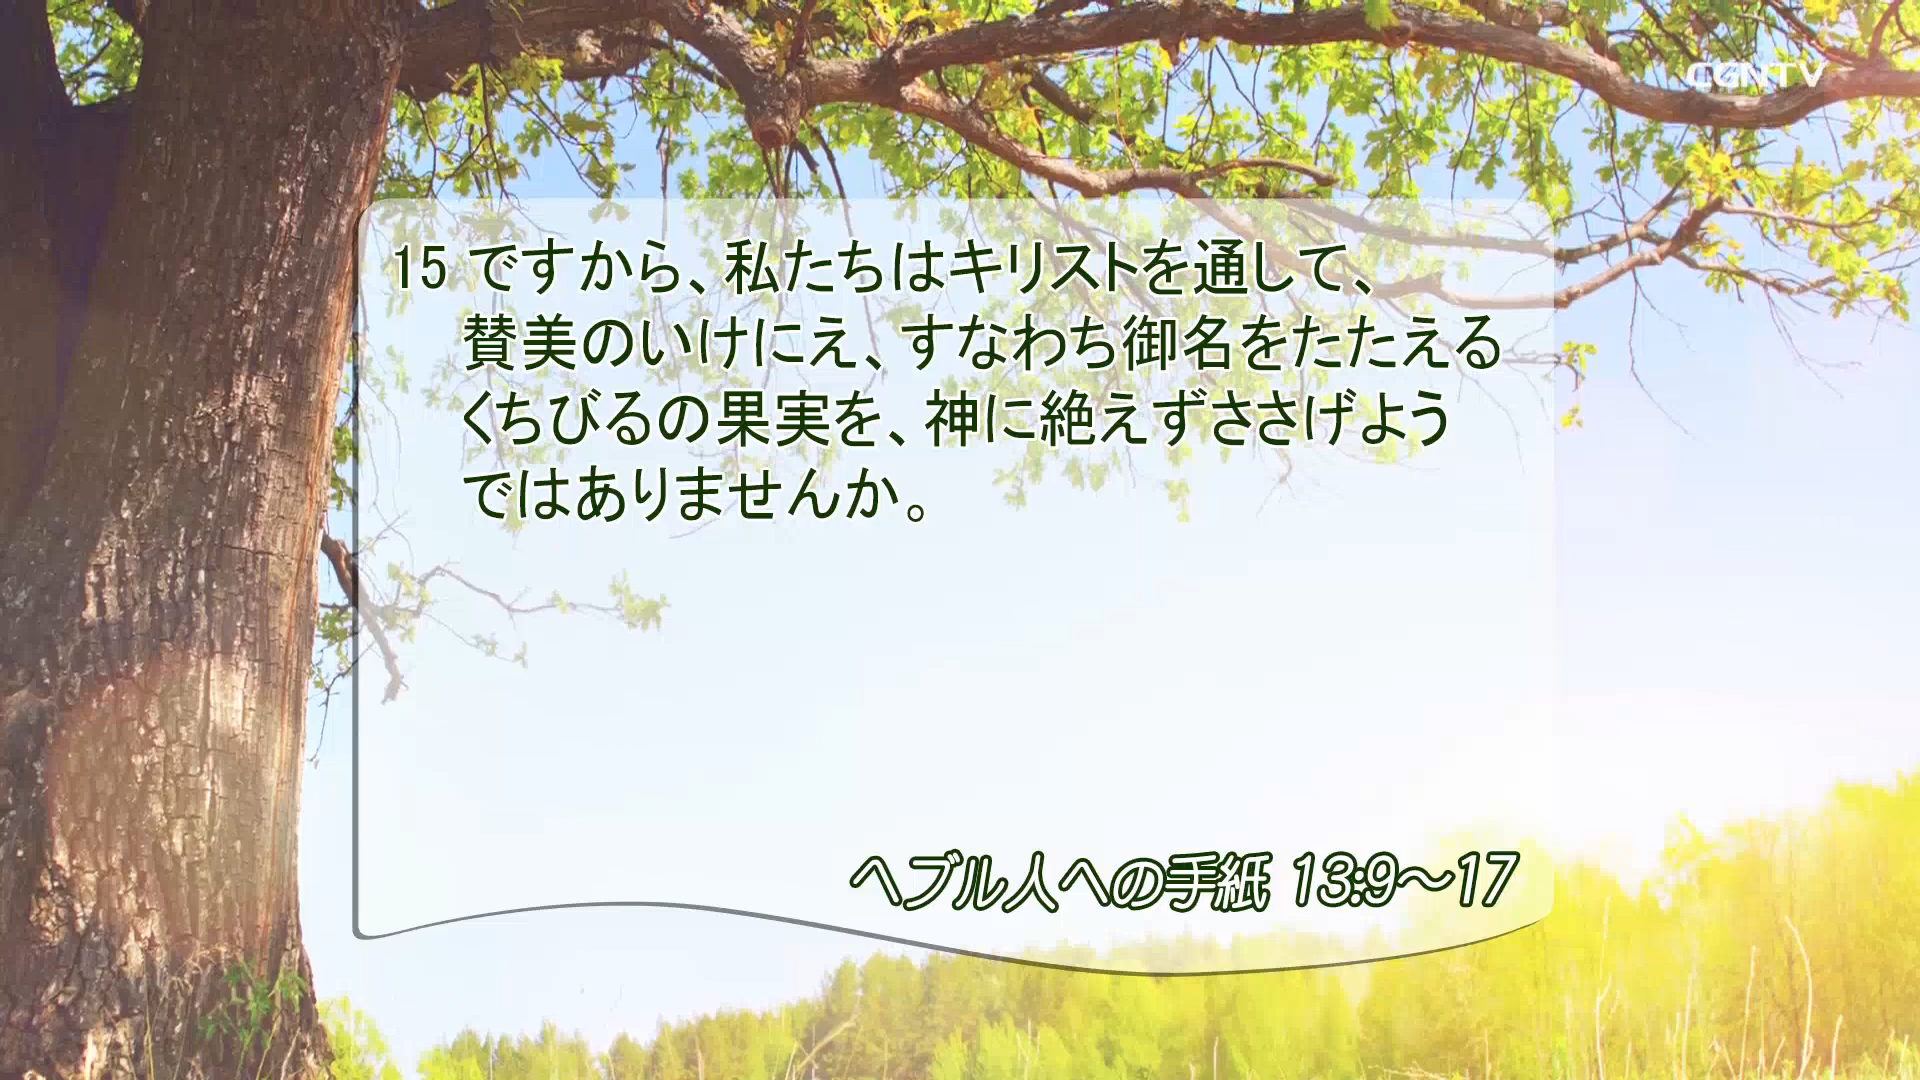 CGNTV
15 ですから、私たちはキリストを通して、
賛美のいけにえ、すなわち御名をたたえる
くちびるの果実を、神に絶えずささげよう
ではありませんか。
ヘブル人への手紙 13:9〜17